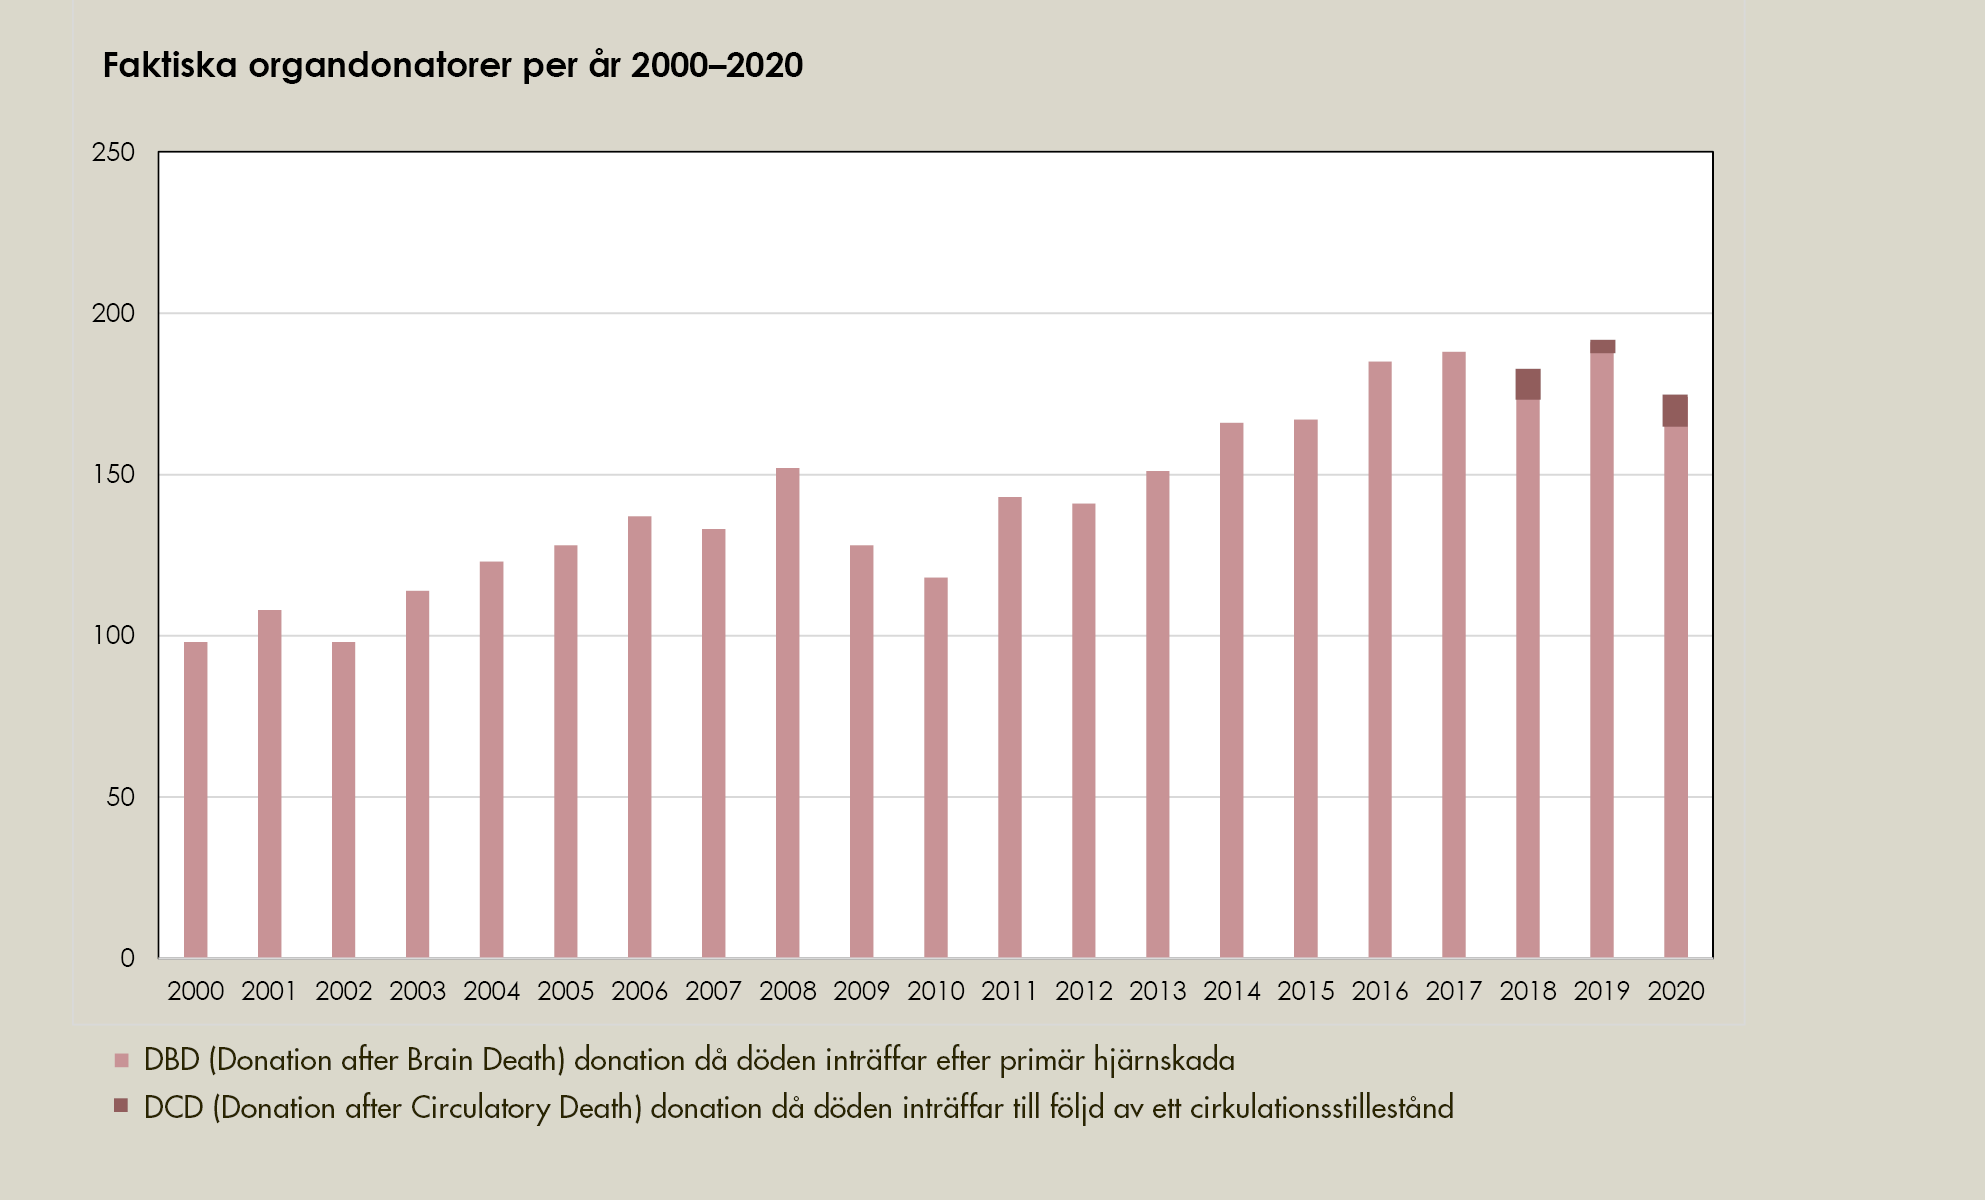 Faktiska organdonatorer per år 2000–2020
250
200
150
100
50
0
2000 2001 2002 2003 2004 2005 2006 2007 2008 2009 2010 2011 2012 2013 2014 2015 2016 2017 2018 2019 2020
DBD (Donation after Brain Death) donation då döden inträffar efter primär hjärnskada
DCD (Donation after Circulatory Death) donation då döden inträffar till följd av ett cirkulationsstillestånd